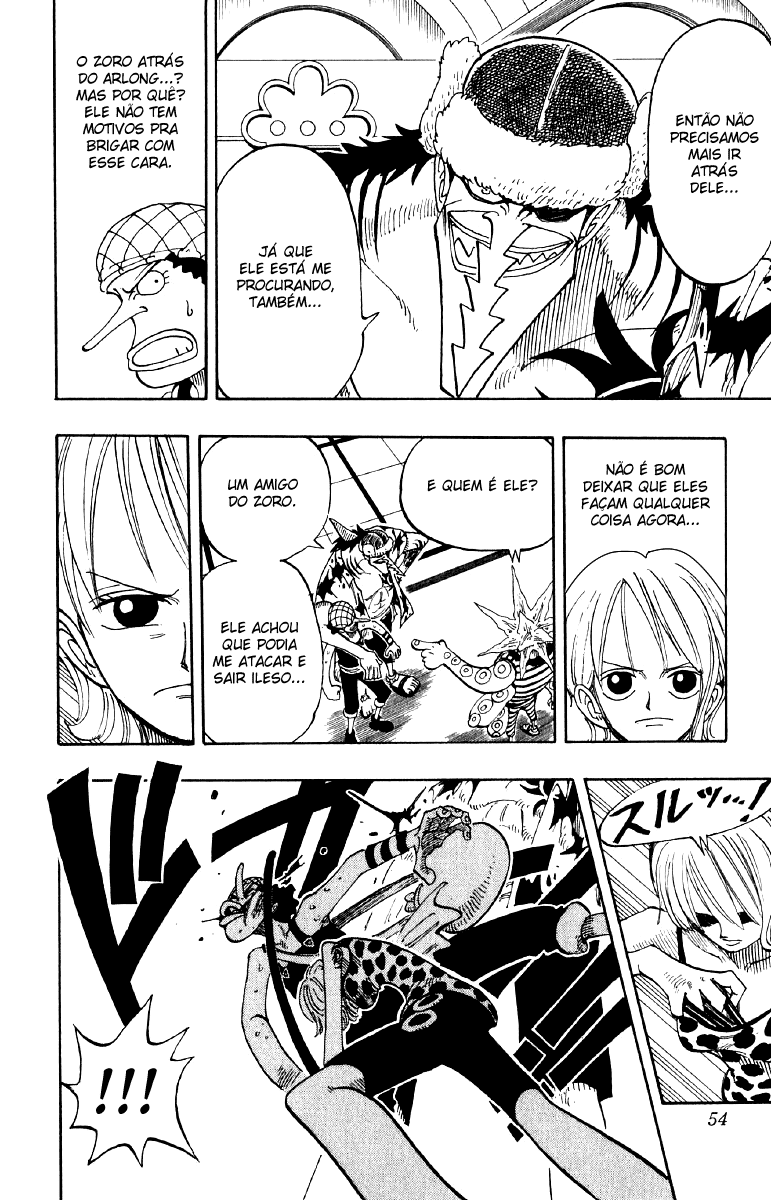 ENTÃO NÃO
PRECISAMOS
MAIS IR
ATRÁS
DELE...
JÁ QUE
ELE ESTÁ ME
PROCURANDO,
TAMBÉM...
O ZORO ATRÁS
DO ARLONG...?
MAS POR QUÊ?
ELE NÃO TEM
MOTIVOS PRA
BRIGAR COM
ESSE CARA.
NÃO É BOM
DEIXAR QUE ELES
FAÇAM QUALQUER
COISA AGORA...
E QUEM É ELE?
UM AMIGO
DO ZORO.
ELE ACHOU
QUE PODIA
ME ATACAR E
SAIR ILESO...
スルッ…!
ドッ
!!!
54